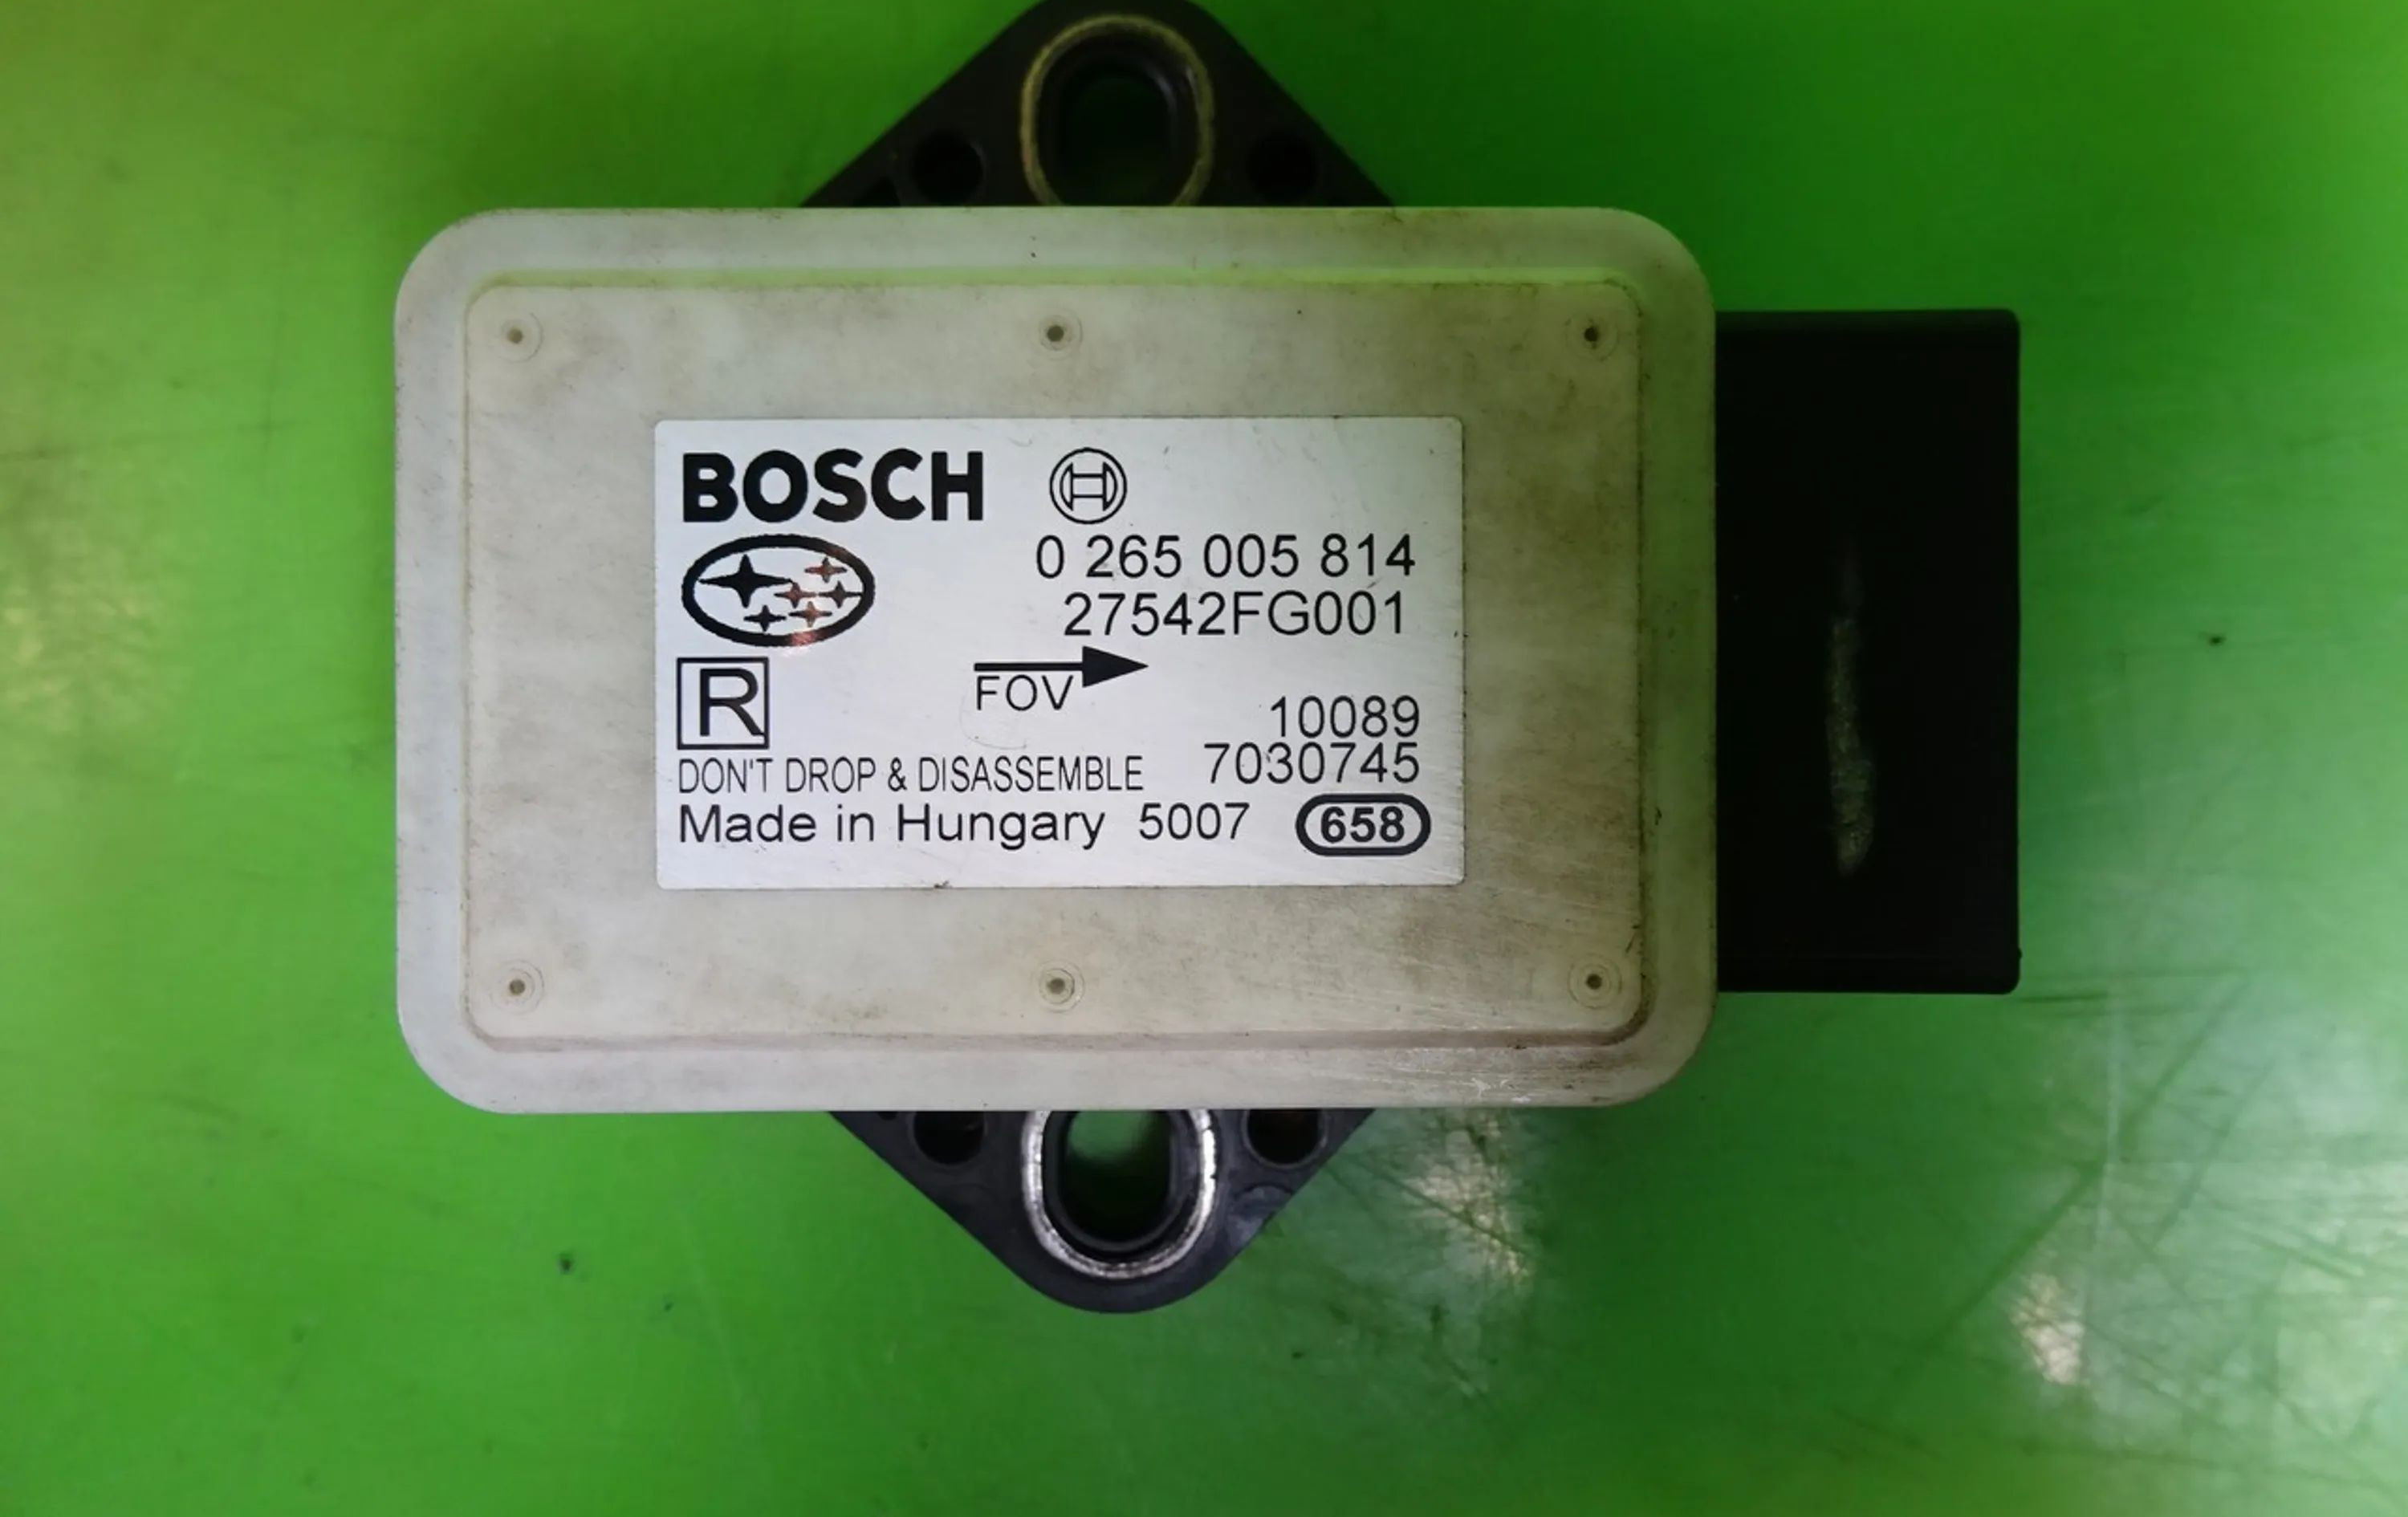 BOSCH
0 265 005 814
27542FG001
R
FOV
10089
7030745
DON'T DROP & DISASSEMBLE
Made in Hungary 5007 658